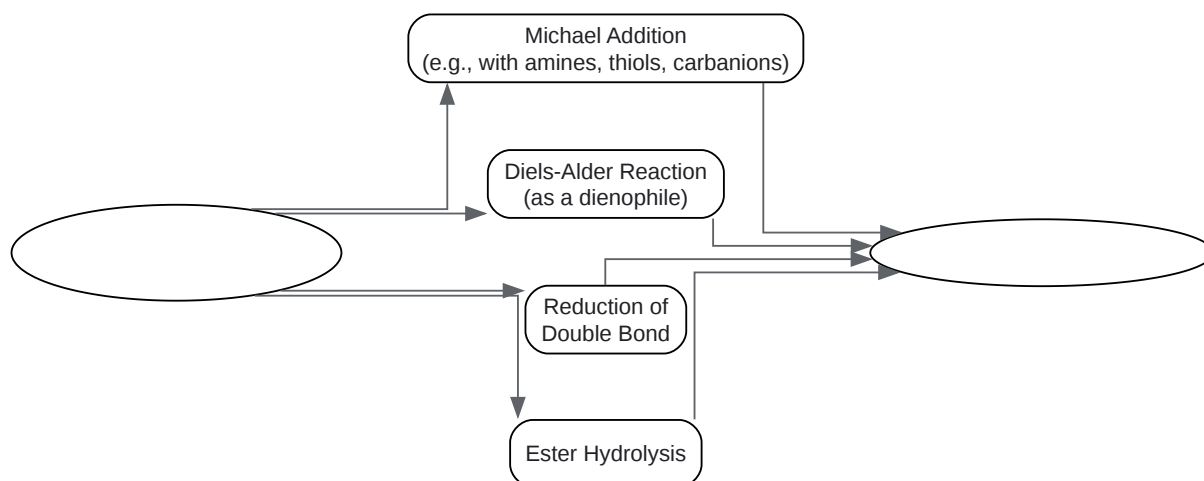 Michael Addition
(e.g., with amines, thiols, carbanions)
Diels-Alder Reaction
(as a dienophile)
Reduction of
Double Bond
Ester Hydrolysis